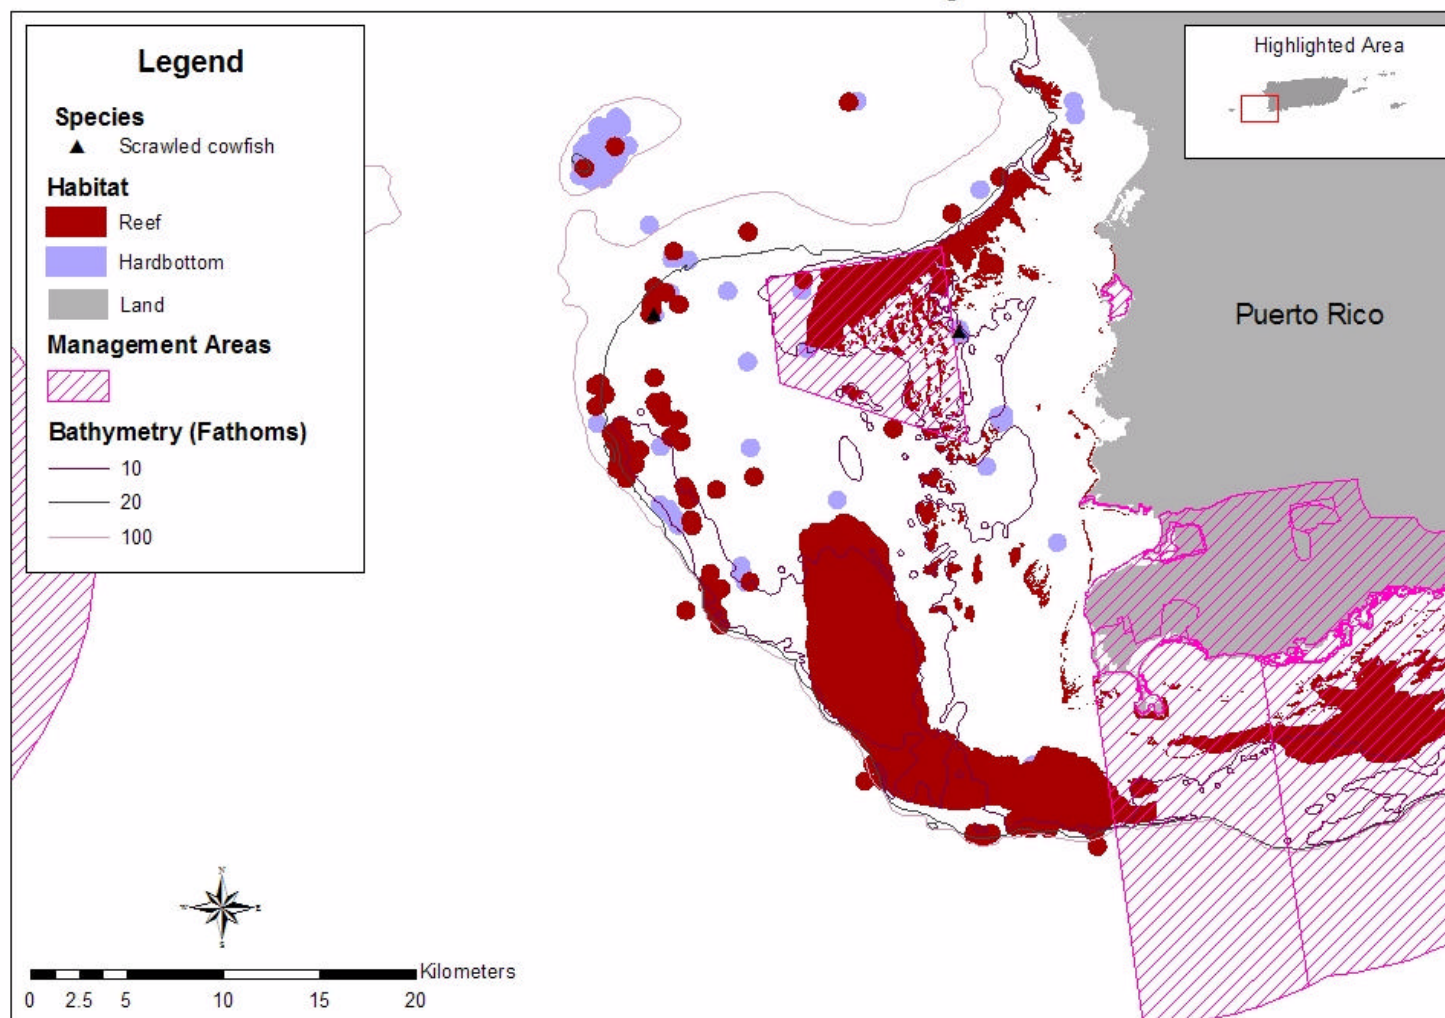 Legend
Species
Scrawled cowfish
Habitat
Reef
Hardbottom
Land
Management Areas
Bathymetry (Fathoms)
10
20
100
Highlighted Area
Puerto Rico
N
W
E
S
Kilometers
0 2.5 5 10 15 20